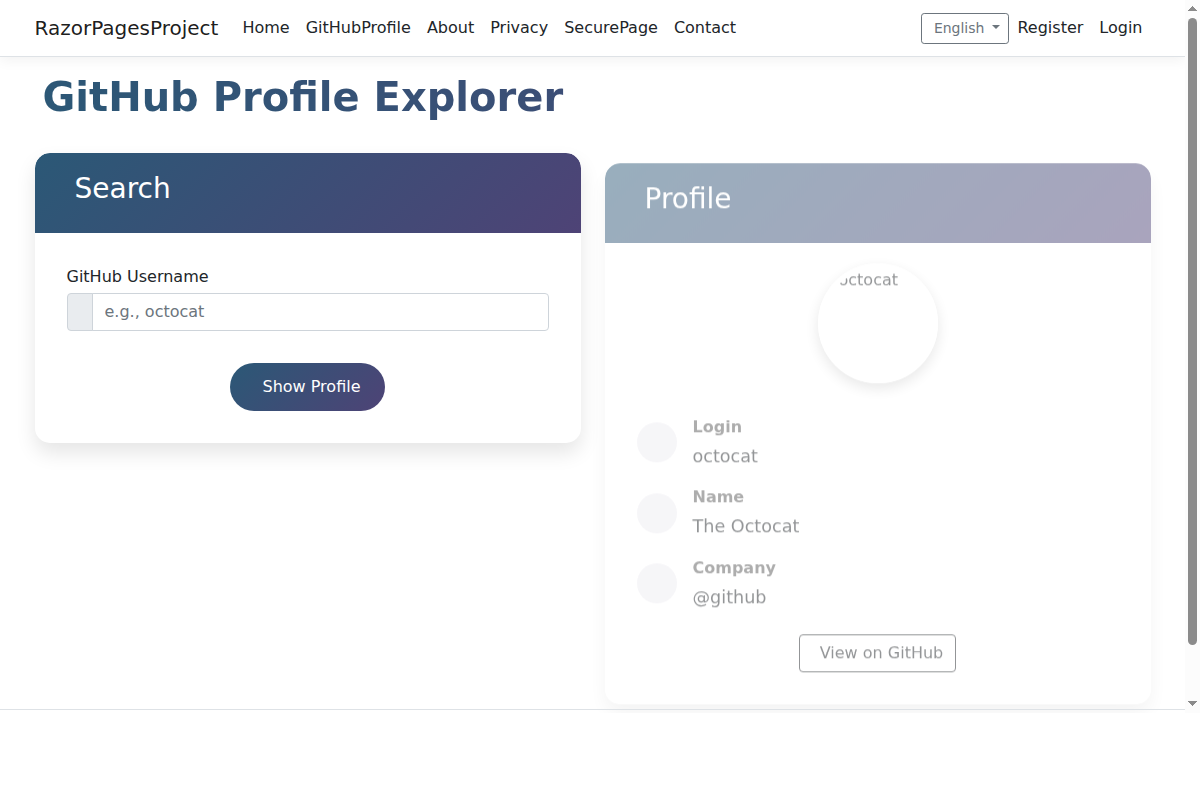 RazorPagesProject Home GitHubProfile About Privacy SecurePage Contact English Register Login
GitHub Profile Explorer
Search
GitHub Username
e.g., octocat
Show Profile
Profile
octocat
Login
octocat
Name
The Octocat
Company
@github
View on GitHub